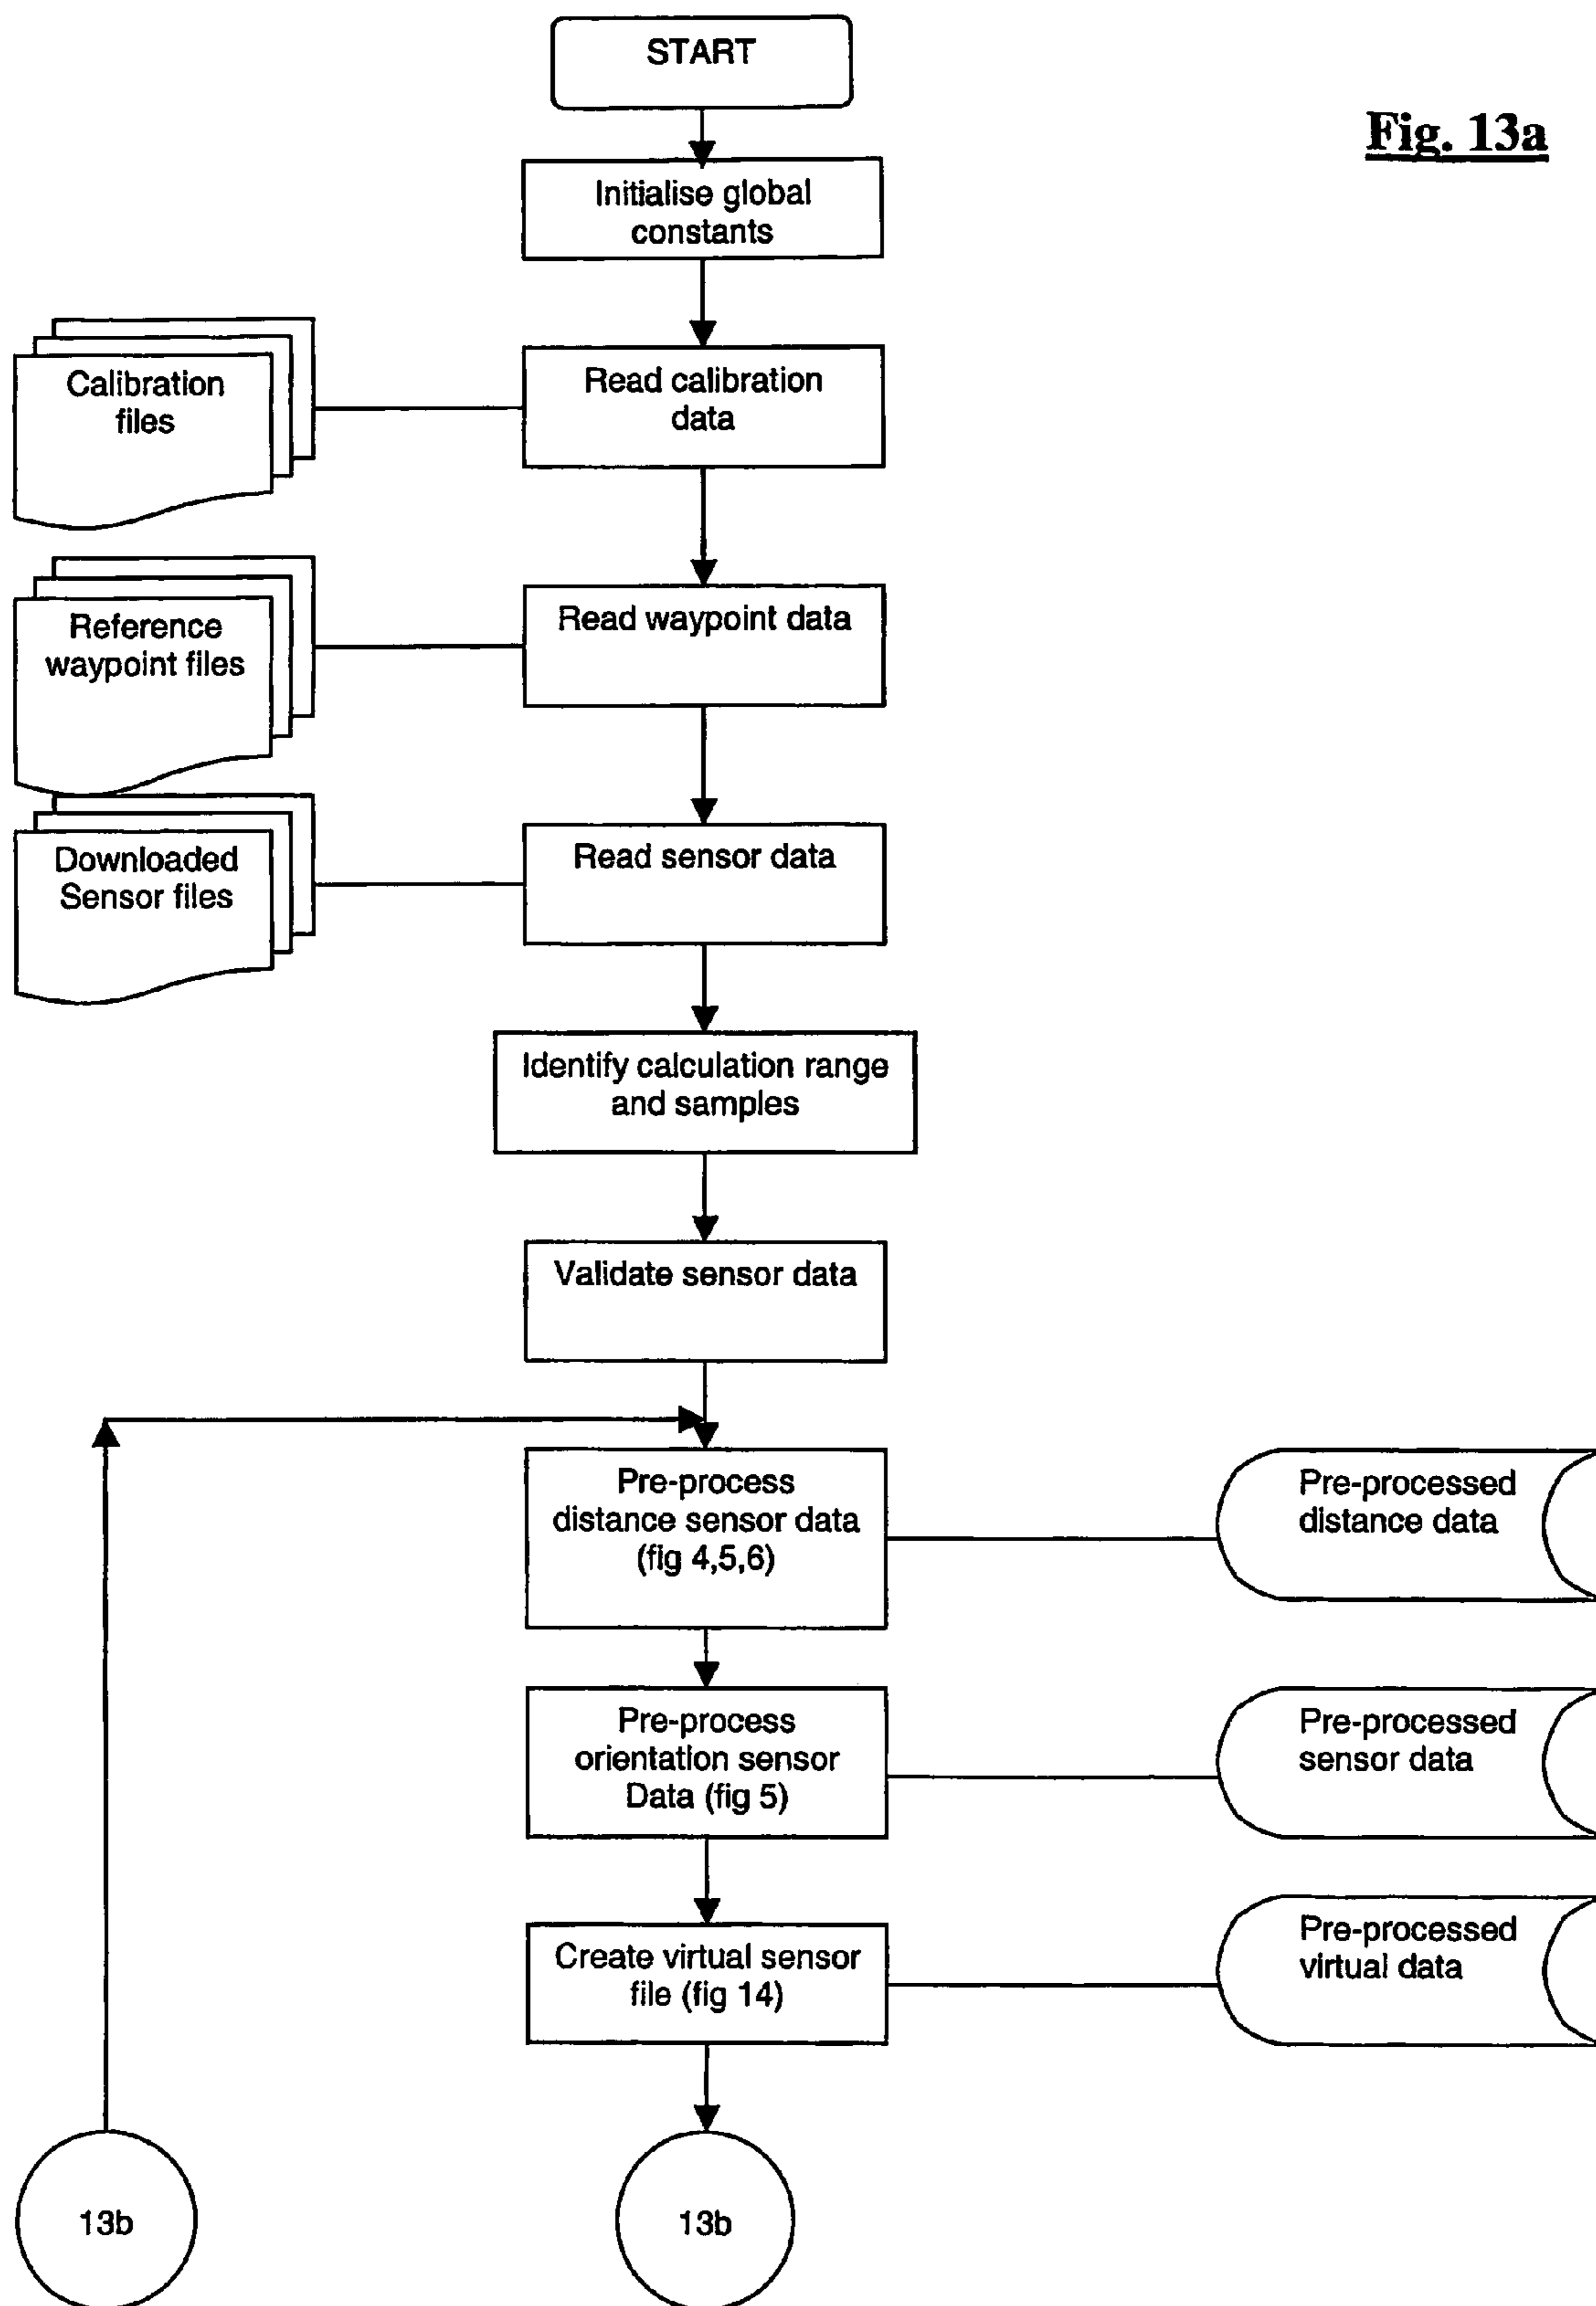 START
Fig. 13a
Initialise global
constants
Calibration
files
Read calibration
data
Reference
waypoint files
Read waypoint data
Downloaded
Sensor files
Read sensor data
Identify calculation range
and samples
Validate sensor data
Pre-process
distance sensor data
(fig 4,5,6)
Pre-processed
distance data
Pre-process
orientation sensor
Data (fig 5)
Pre-processed
sensor data
Create virtual sensor
file (fig 14)
Pre-processed
virtual data
13b
13b